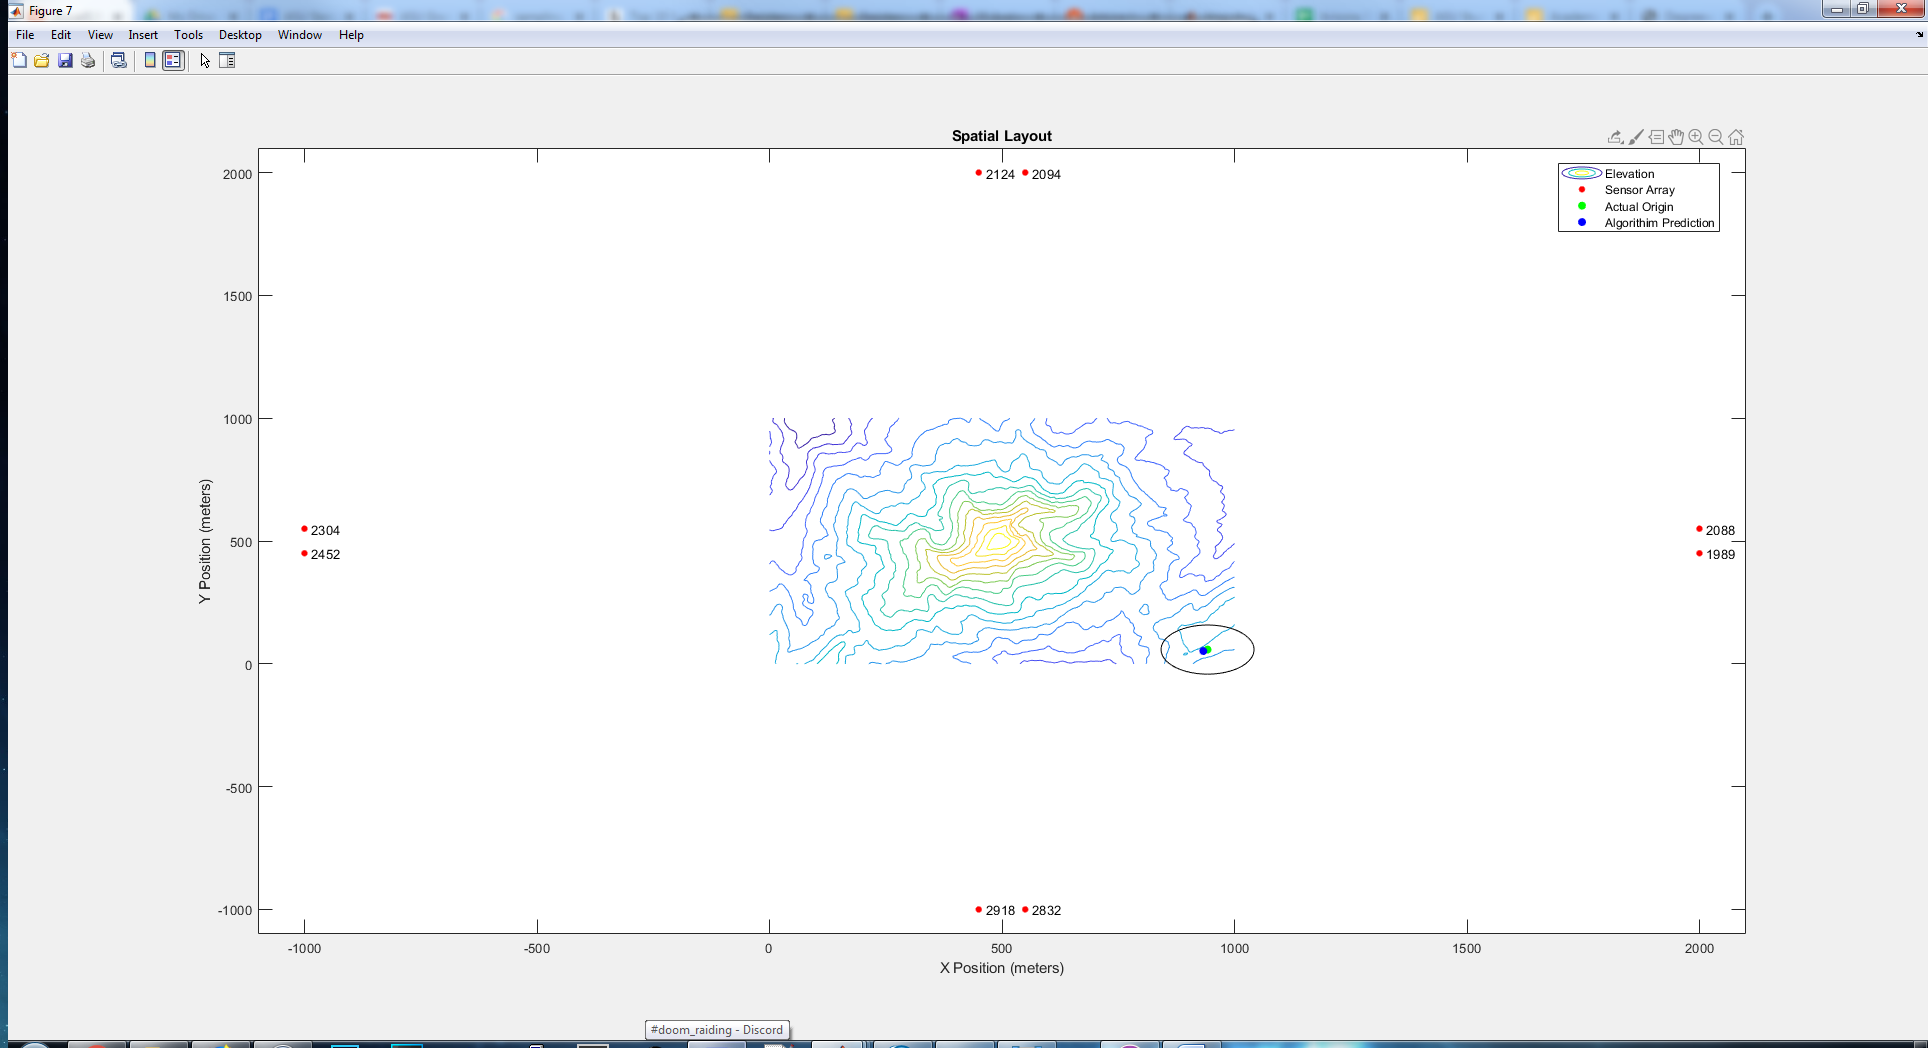 Figure 7
File Edit View Insert Tools Desktop Window Help
Spatial Layout
Elevation
Sensor Array
Actual Origin
Algorithim Prediction
2000
1500
1000
500
0
-500
-1000
Y Position (meters)
2124 2094
2304
2452
2088
1989
2918 2832
-1000 -500 0 500 1000 1500 2000
X Position (meters)
#doom_raiding - Discord